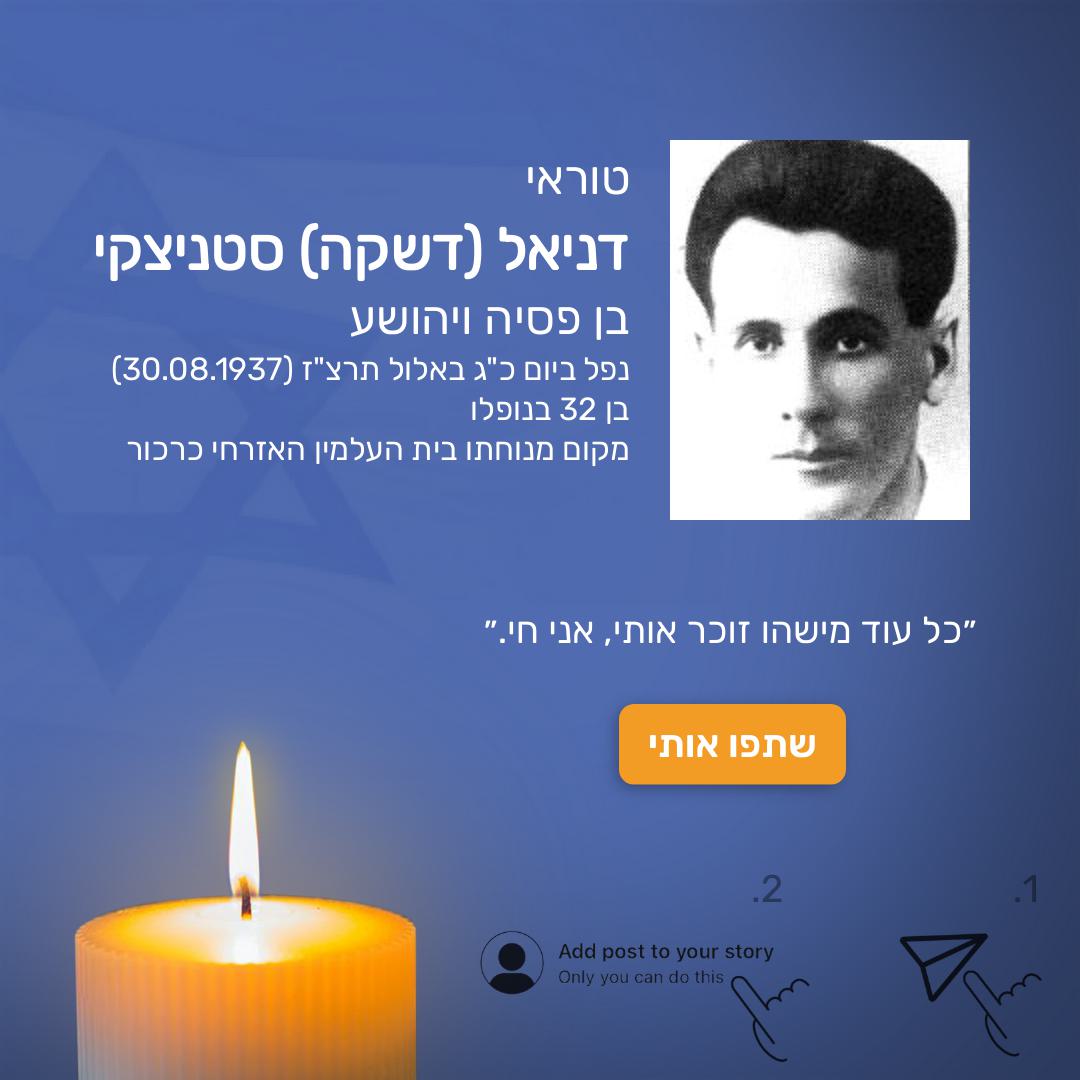 טוראי
דניאל (דשקה) סטניצקי
בן פסיה ויהושע
נפל ביום כ"ג באלול תרצ"ז (30.08.1937)
בן 32 בנופלו
מקום מנוחתו בית העלמין האזרחי כרכור
״כל עוד מישהו זוכר אותי, אני חי.״
שתפו אותי
1.
2.
Add post to your story
Only you can do this